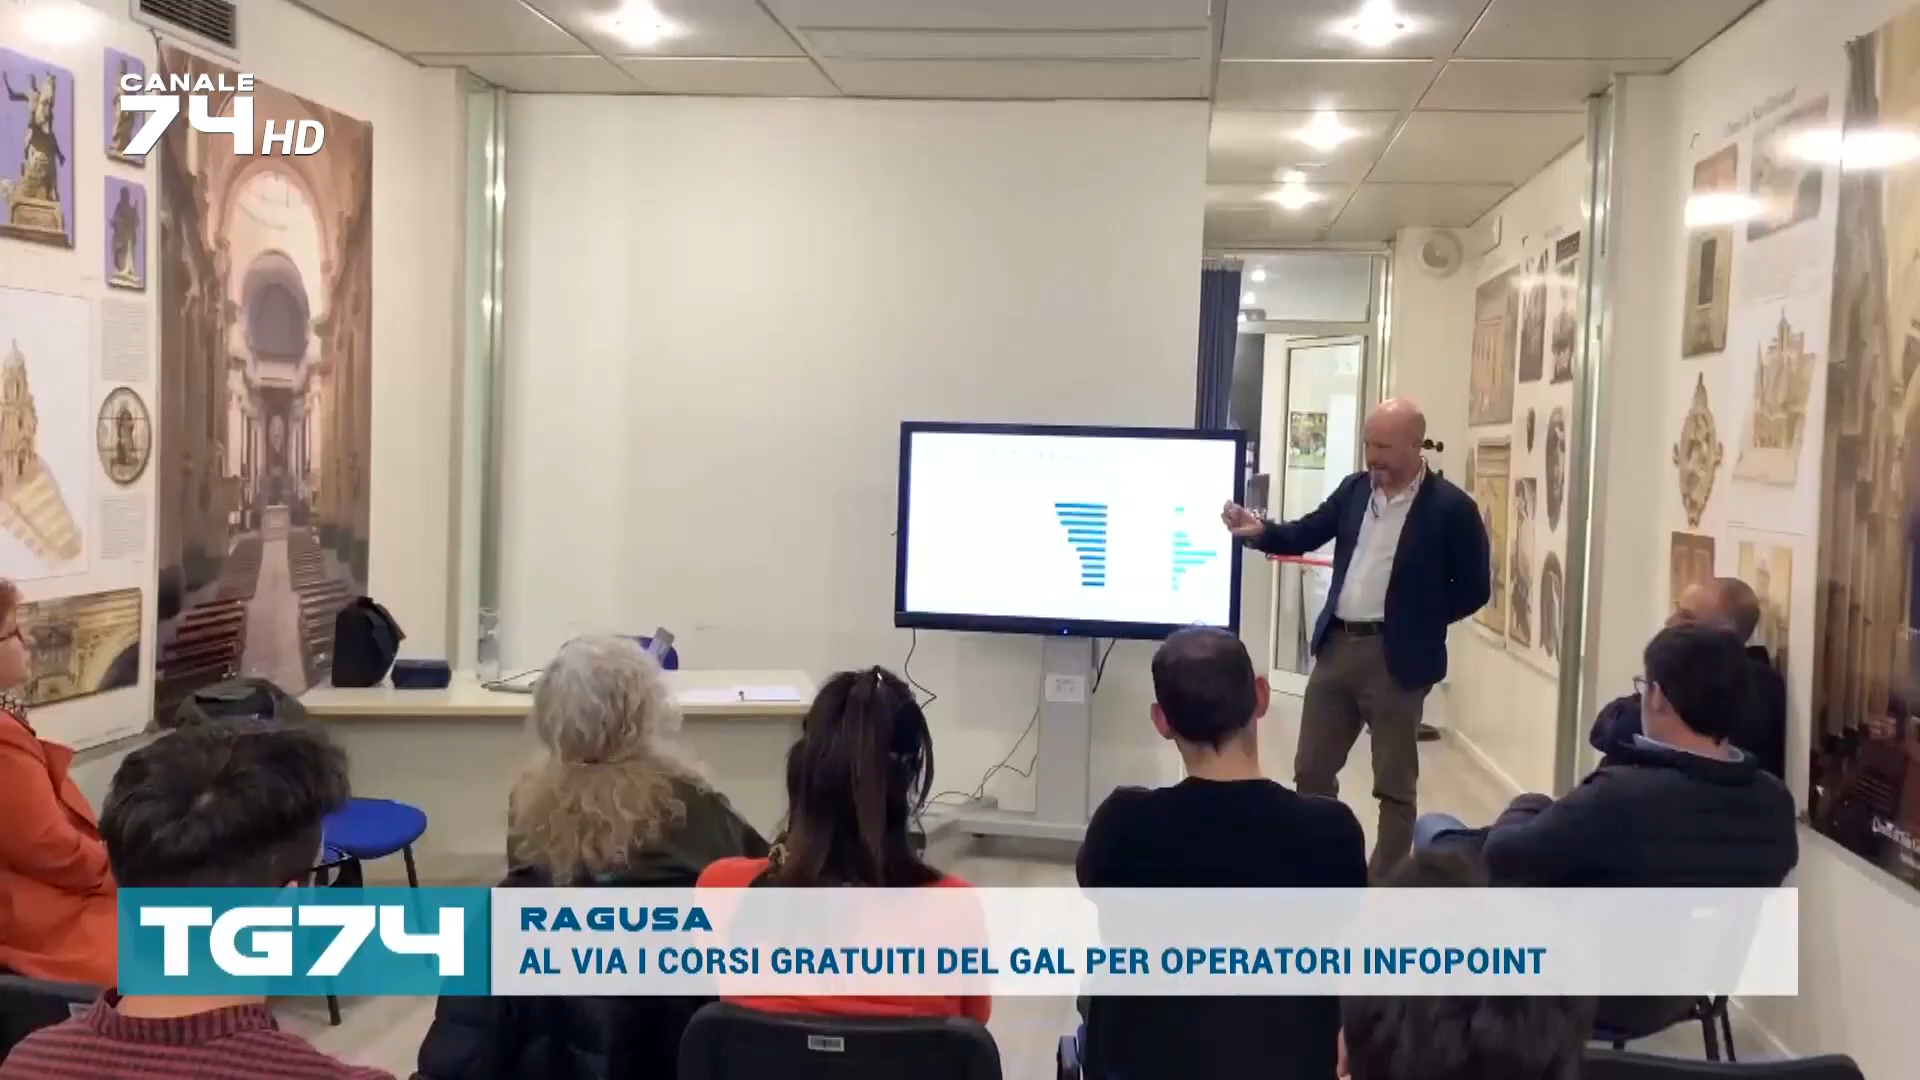 CANALE
74 HD
TG74
RAGUSA
AL VIA I CORSI GRATUITI DEL GAL PER OPERATORI INFOPOINT